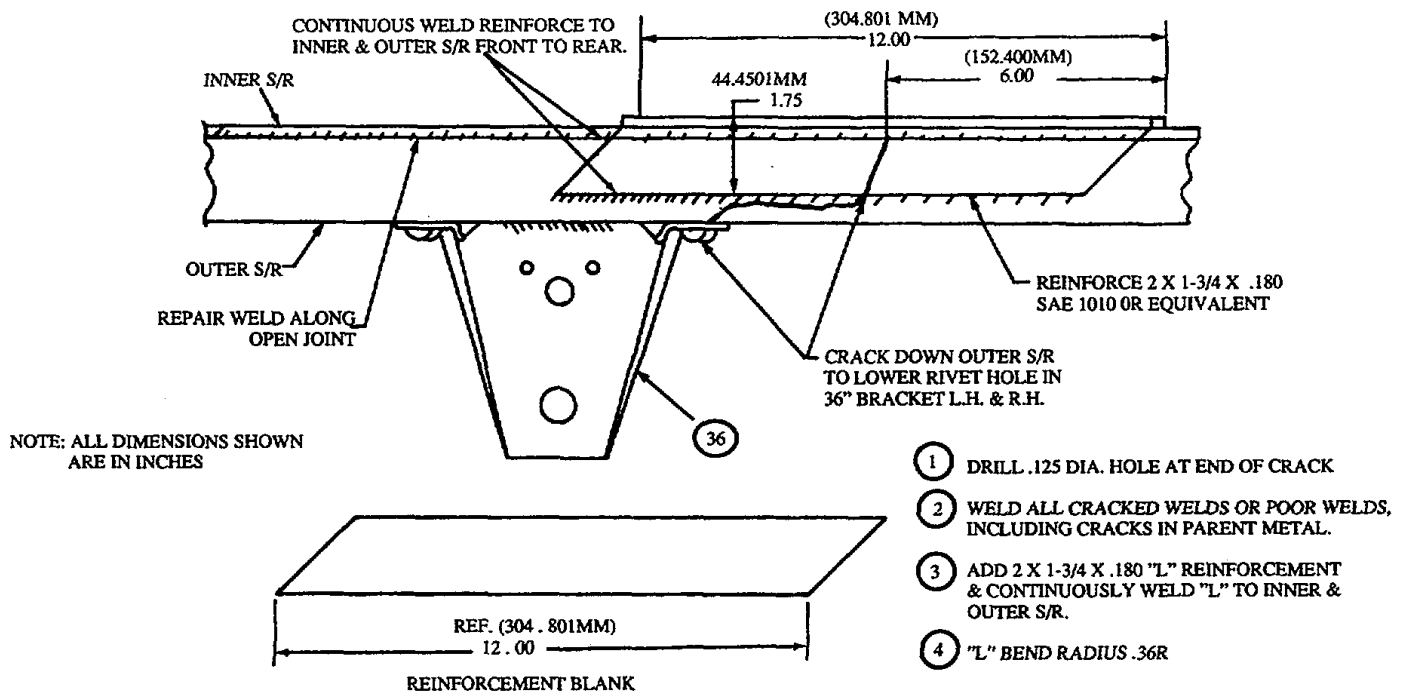 CONTINUOUS WELD REINFORCE TO
INNER & OUTER S/R FRONT TO REAR.
(304.801 MM)
12.00
(152.400MM)
6.00
44.4501MM
1.75
INNER S/R
OUTER S/R
REPAIR WELD ALONG
OPEN JOINT
REINFORCE 2 X 1-3/4 X .180
SAE 1010 0R EQUIVALENT
CRACK DOWN OUTER S/R
TO LOWER RIVET HOLE IN
36" BRACKET L.H. & R.H.
36
NOTE: ALL DIMENSIONS SHOWN
ARE IN INCHES
1 DRILL .125 DIA. HOLE AT END OF CRACK
2 WELD ALL CRACKED WELDS OR POOR WELDS,
INCLUDING CRACKS IN PARENT METAL.
3 ADD 2 X 1-3/4 X .180 "L" REINFORCEMENT
& CONTINUOUSLY WELD "L" TO INNER &
OUTER S/R.
4 "L" BEND RADIUS .36R
REF. (304 . 801MM)
12 . 00
REINFORCEMENT BLANK